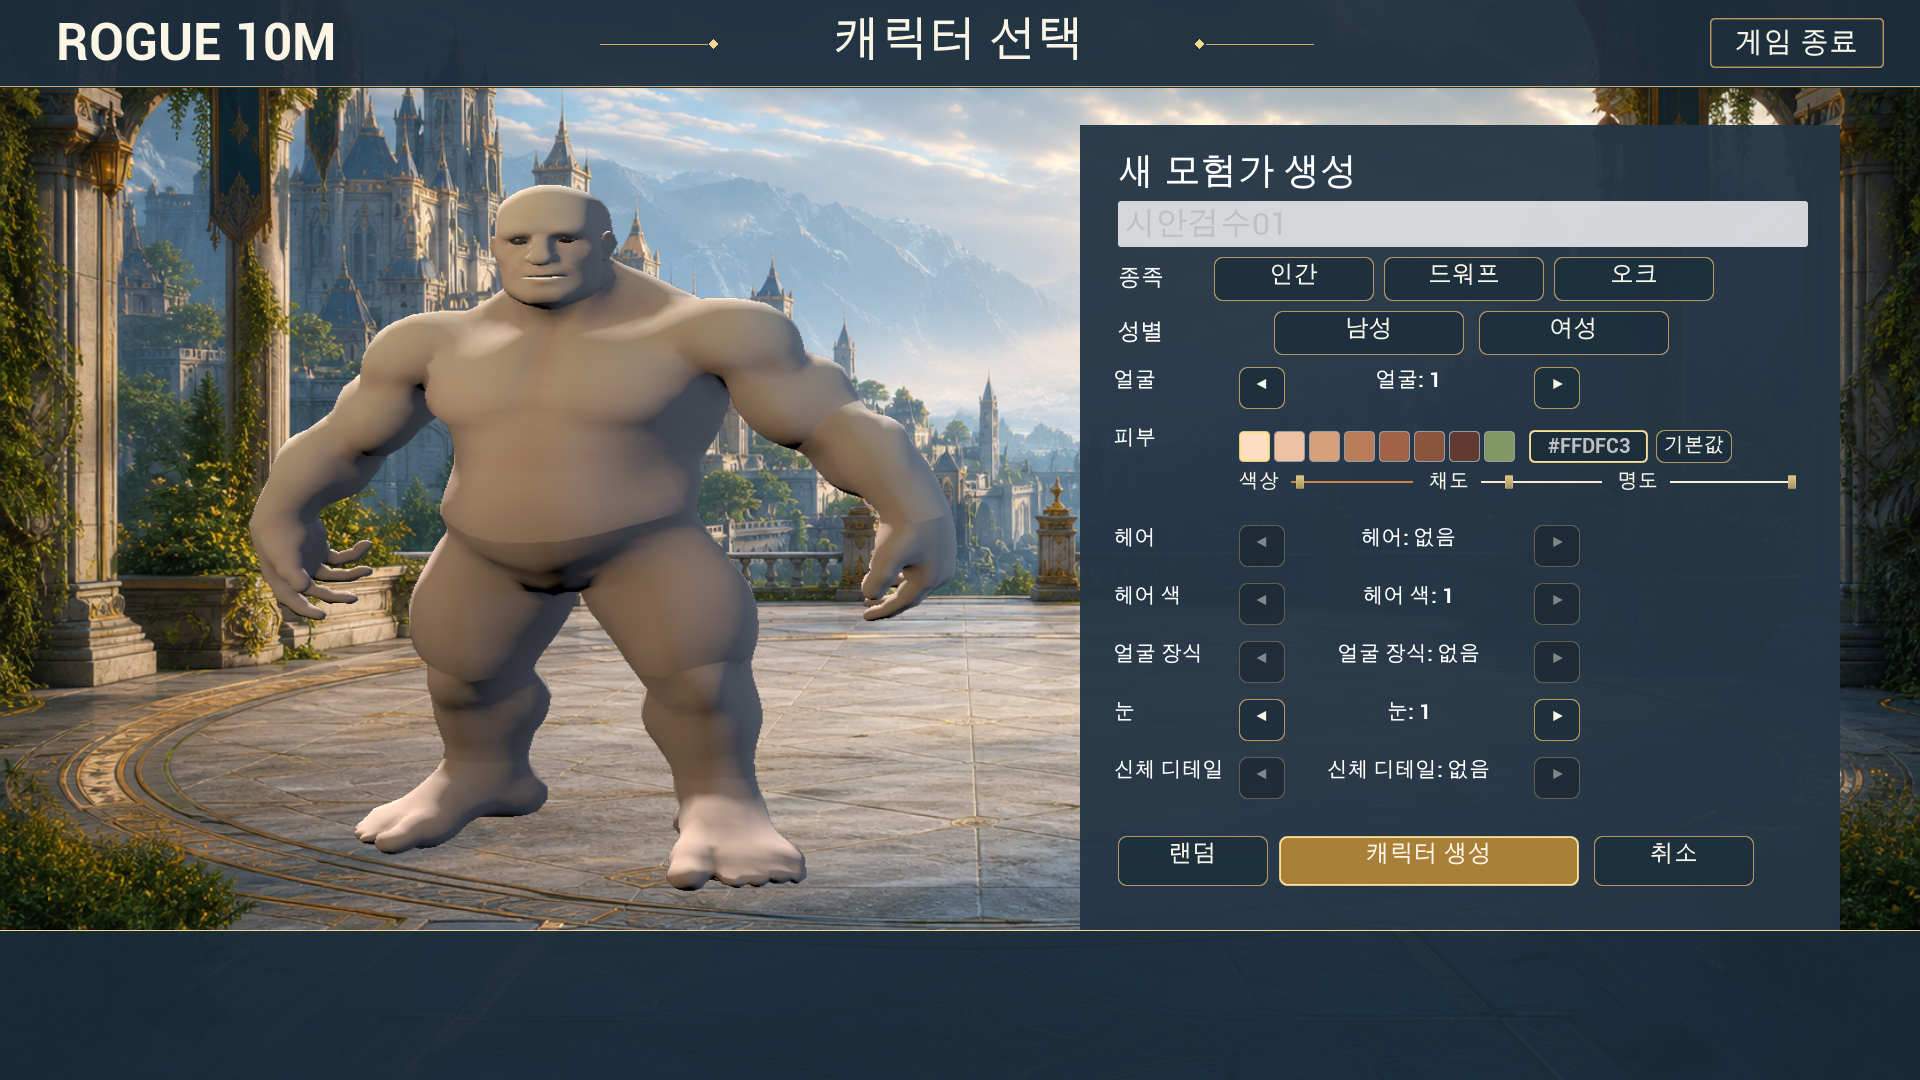 ROGUE 10M
캐릭터 선택
게임 종료
새 모험가 생성
시안검수01
종족 인간 드워프 오크
성별 남성 여성
얼굴 ◄ 얼굴: 1 ►
피부 #FFDFC3 기본값
색상 채도 명도
헤어 ◄ 헤어: 없음 ►
헤어 색 ◄ 헤어 색: 1 ►
얼굴 장식 ◄ 얼굴 장식: 없음 ►
눈 ◄ 눈: 1 ►
신체 디테일 ◄ 신체 디테일: 없음 ►
랜덤 캐릭터 생성 취소